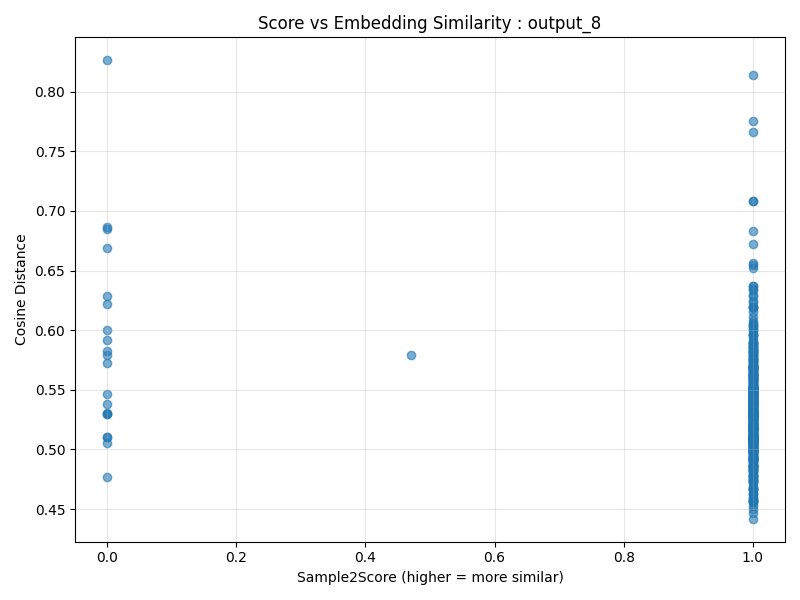 Score vs Embedding Similarity : output_8
Cosine Distance
0.80
0.75
0.70
0.65
0.60
0.55
0.50
0.45
0.0 0.2 0.4 0.6 0.8 1.0
Sample2Score (higher = more similar)